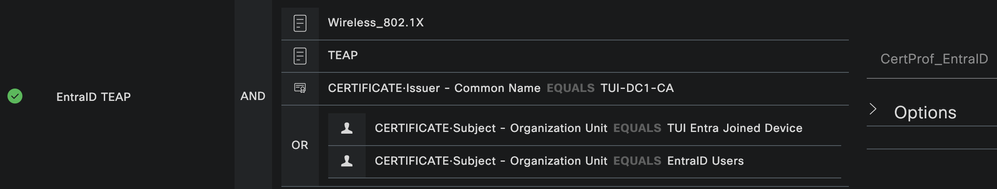 Wireless_802.1X
TEAP
EntraID TEAP
AND
CERTIFICATE·Issuer - Common Name EQUALS TUI-DC1-CA
OR
CERTIFICATE·Subject - Organization Unit EQUALS TUI Entra Joined Device
CERTIFICATE·Subject - Organization Unit EQUALS EntraID Users
CertProf_EntraID
Options